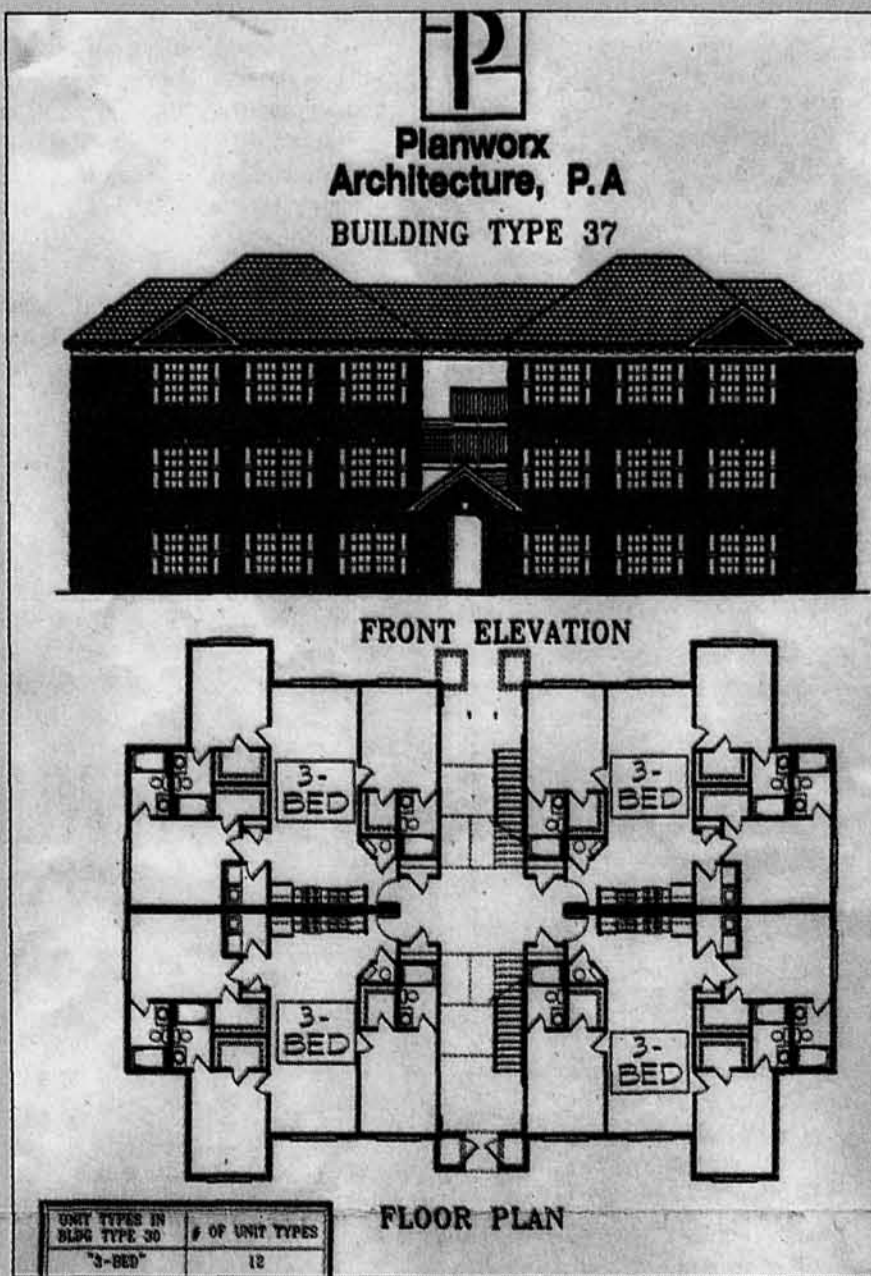 P
Planworx
Architecture, P.A
BUILDING TYPE 37
FRONT ELEVATION
3-
BED
3-
BED
3-
BED
3-
BED
FLOOR PLAN
UNIT TYPES IN
BLDG TYPE 30
# OF UNIT TYPES
"3-BED"
12